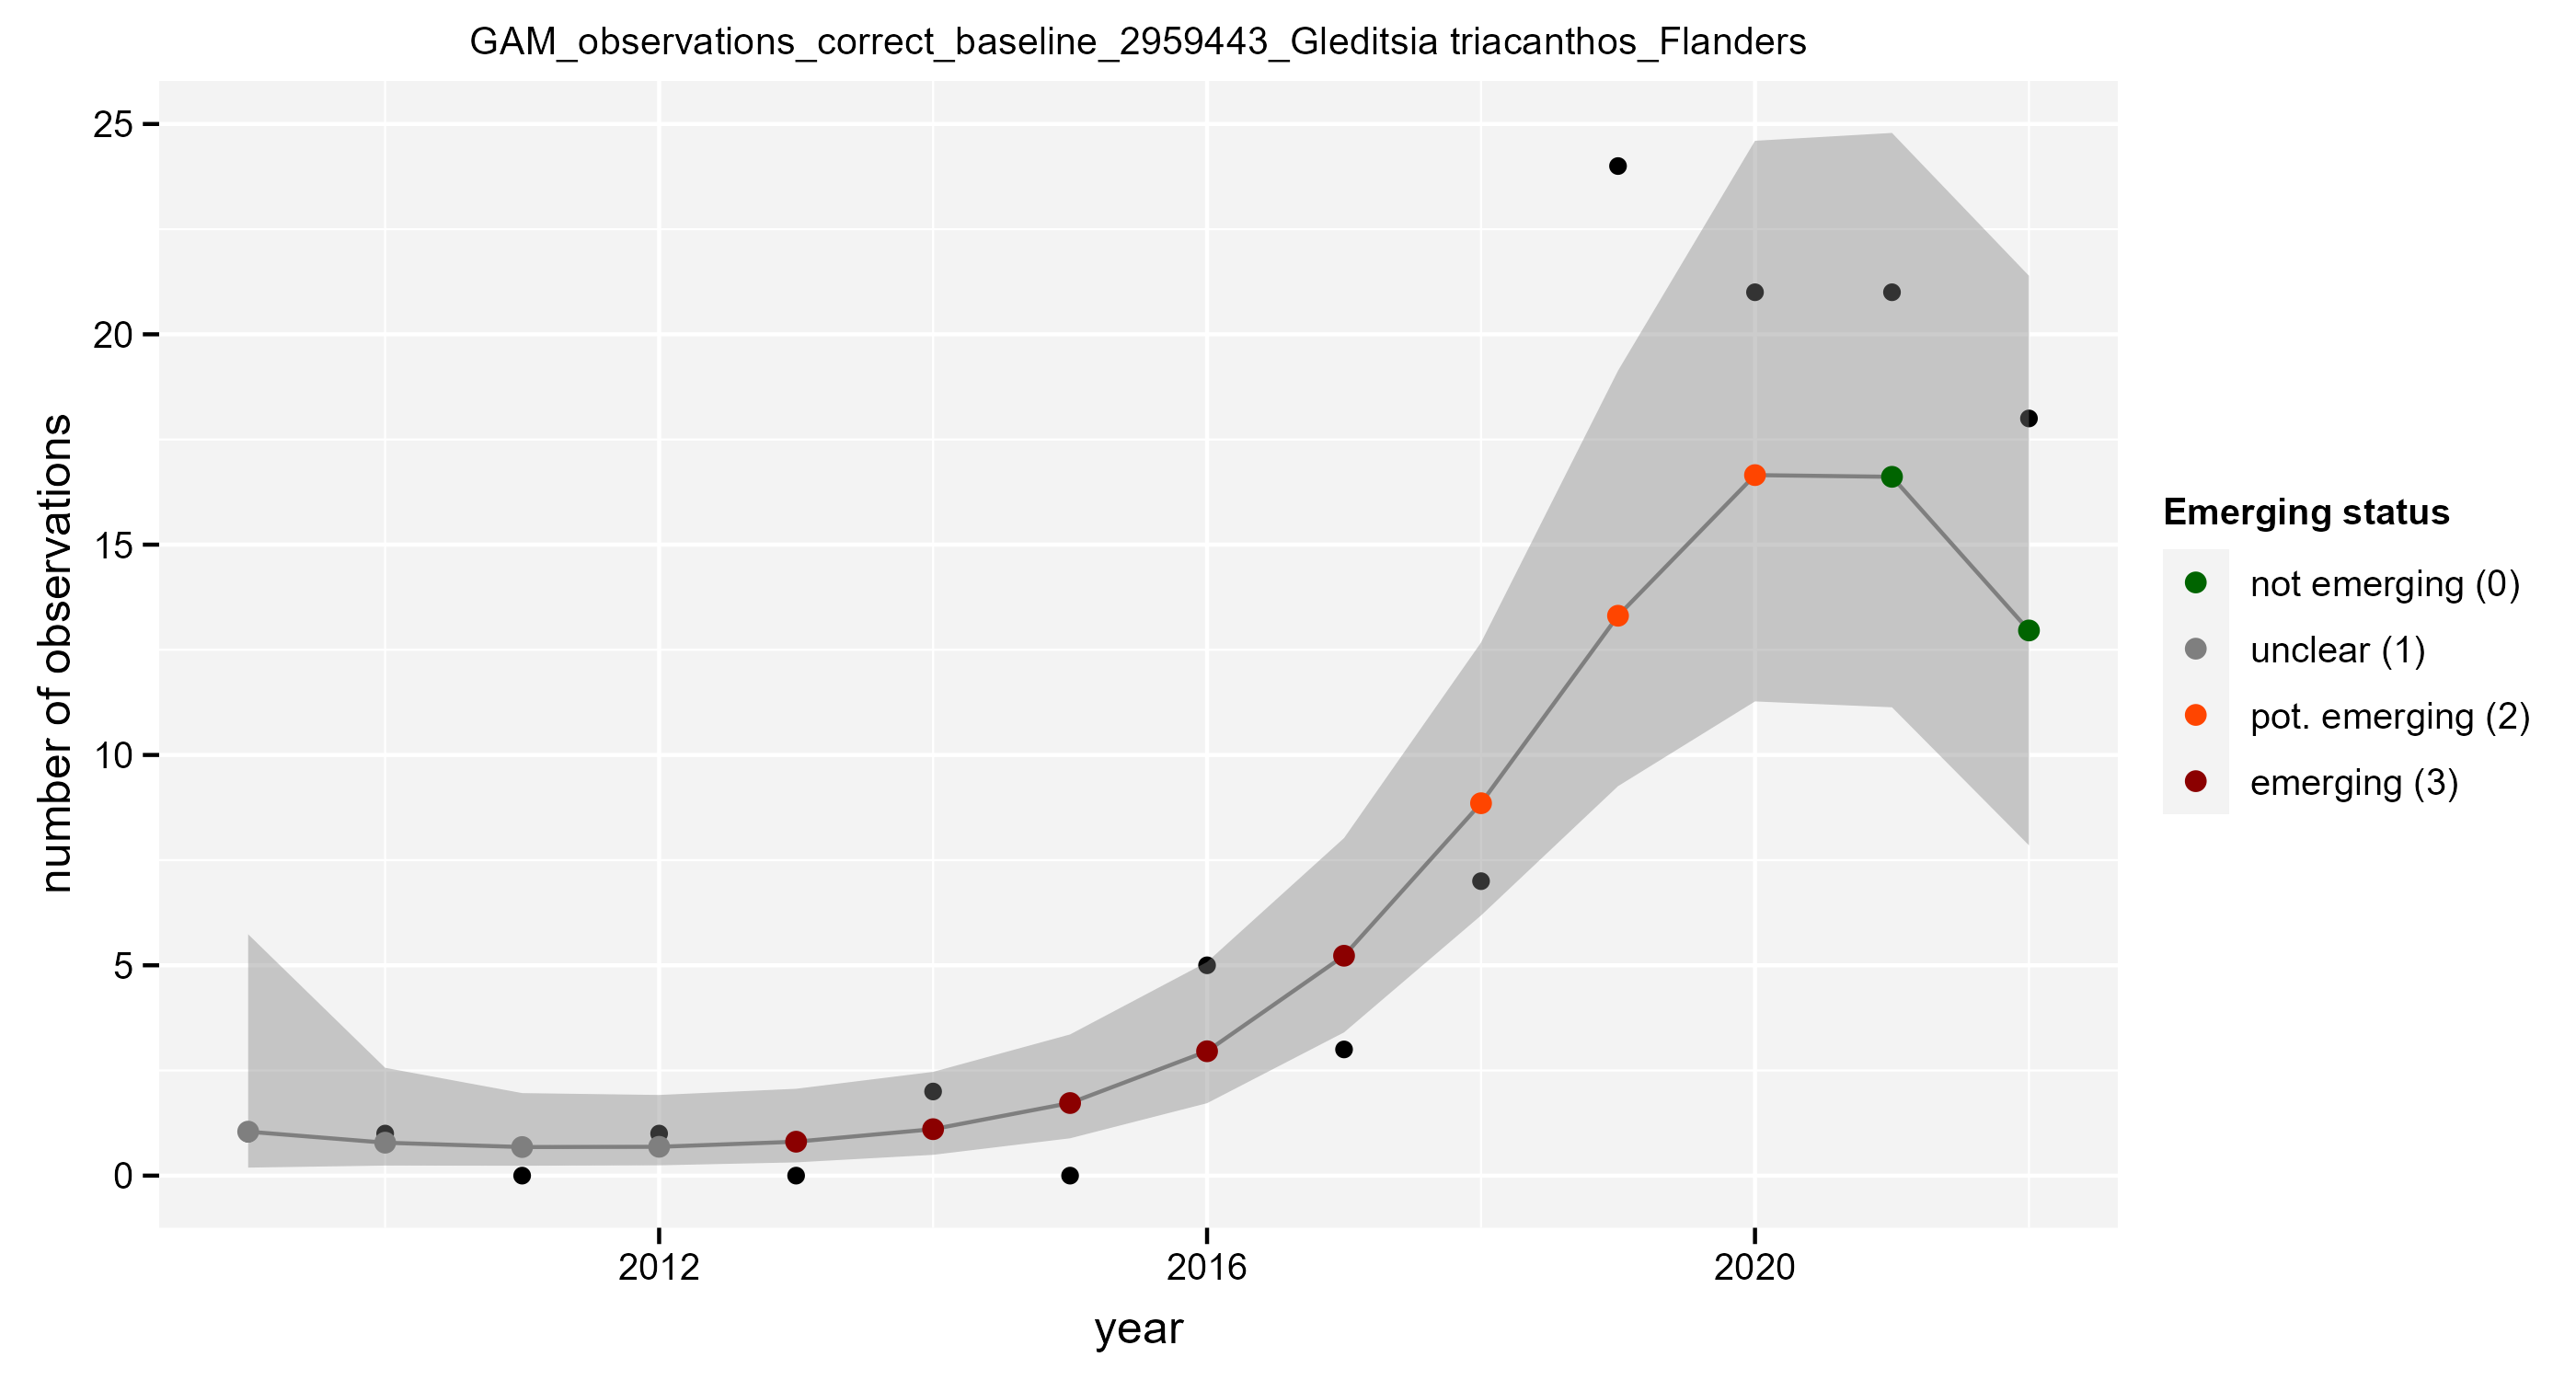 GAM_observations_correct_baseline_2959443_Gleditsia triacanthos_Flanders
25
20
15
10
5
0
number of observations
2012
2016
2020
year
Emerging status
not emerging (0)
unclear (1)
pot. emerging (2)
emerging (3)